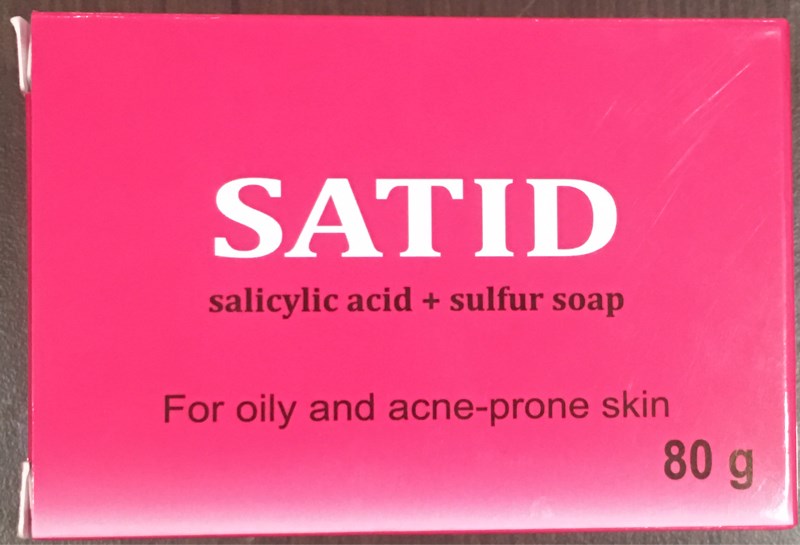 SATID
salicylic acid + sulfur soap
For oily and acne-prone skin
80 g